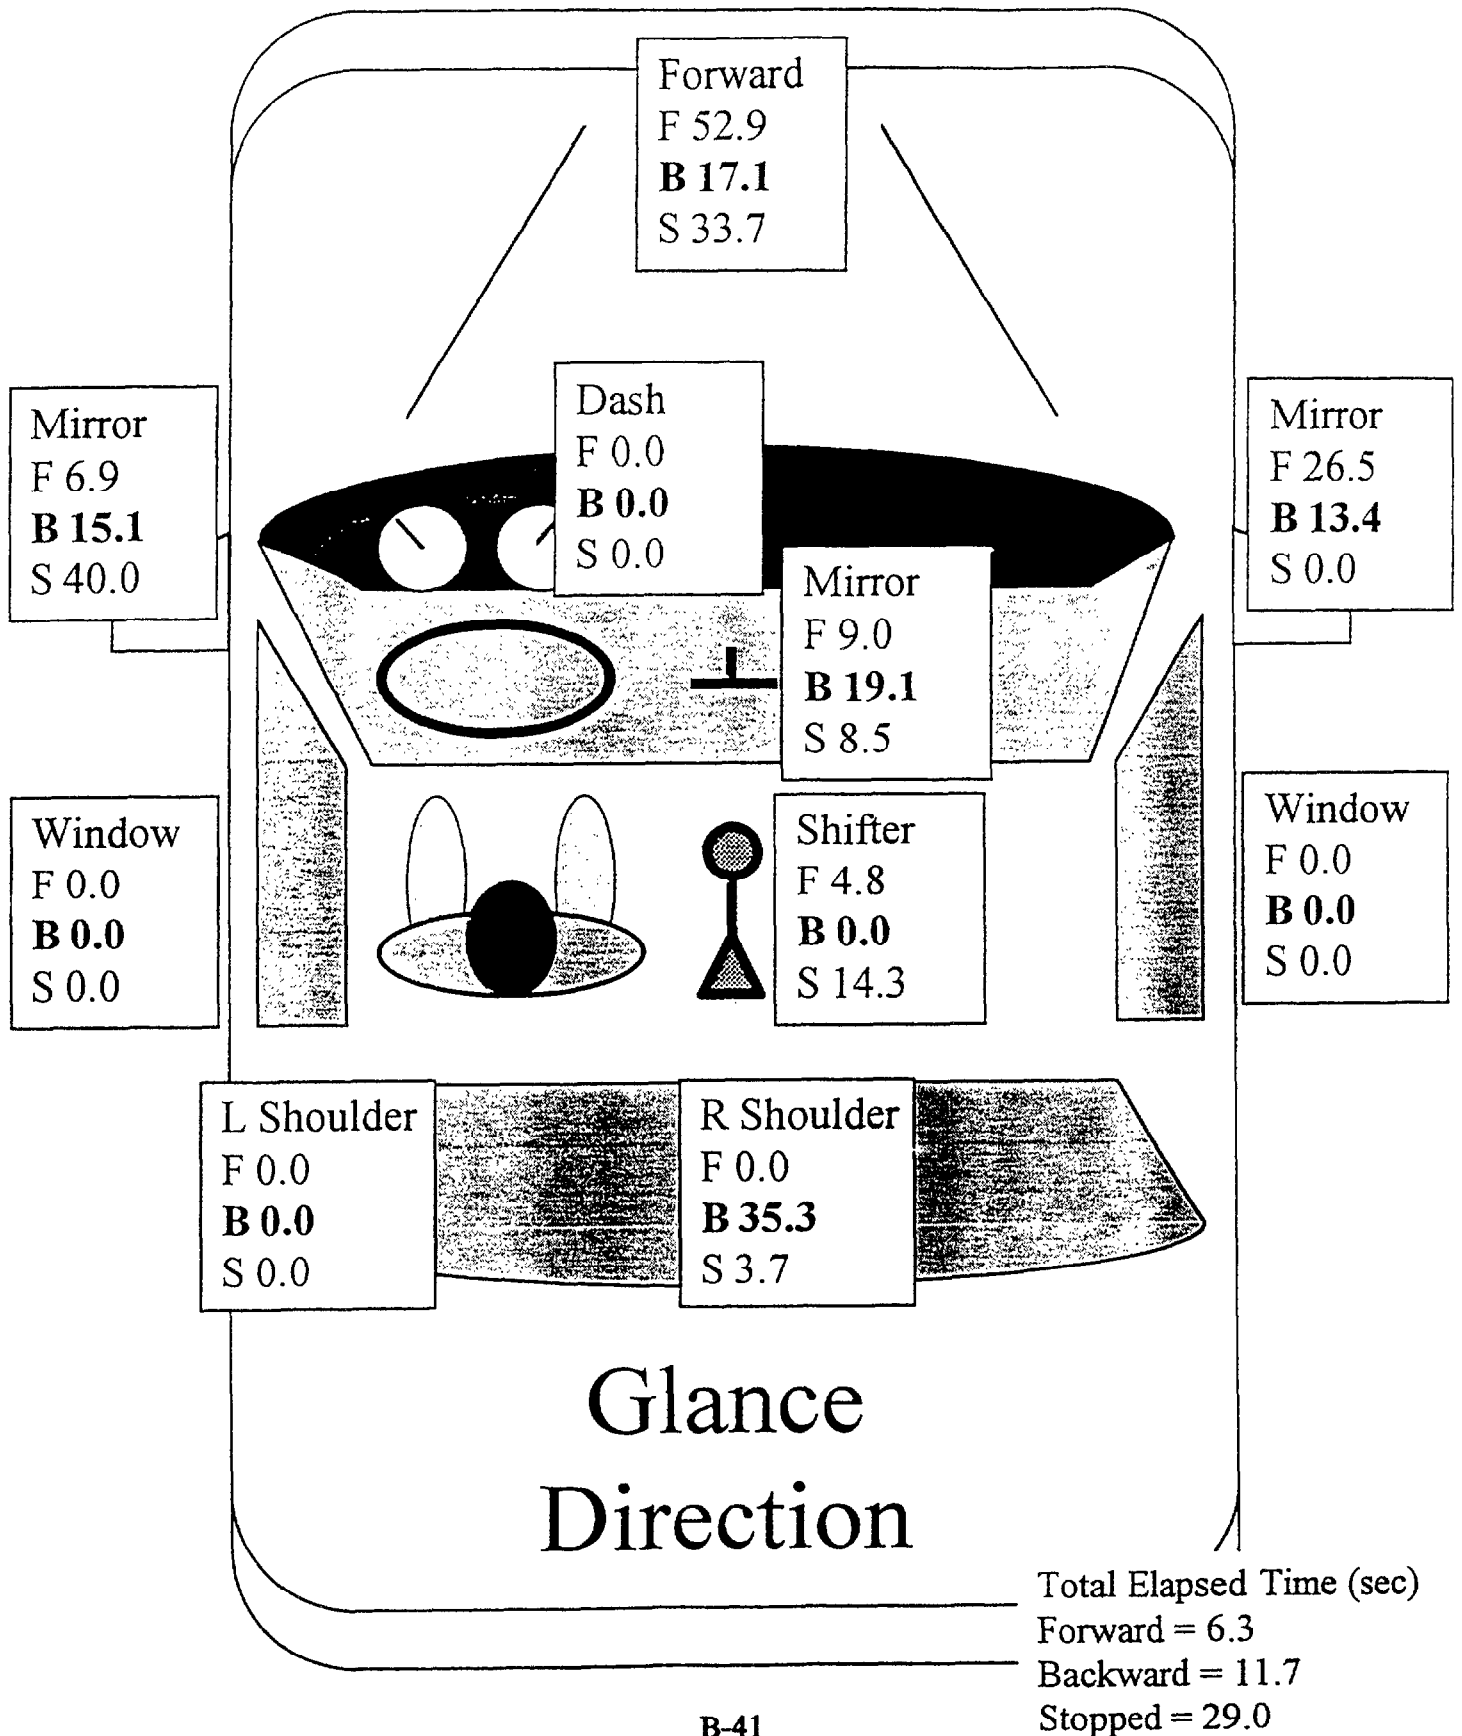 Forward
F 52.9
B 17.1
S 33.7
Dash
F 0.0
B 0.0
S 0.0
Mirror
F 6.9
B 15.1
S 40.0
Mirror
F 26.5
B 13.4
S 0.0
Mirror
F 9.0
B 19.1
S 8.5
Window
F 0.0
B 0.0
S 0.0
Shifter
F 4.8
B 0.0
S 14.3
Window
F 0.0
B 0.0
S 0.0
L Shoulder
F 0.0
B 0.0
S 0.0
R Shoulder
F 0.0
B 35.3
S 3.7
Glance
Direction
Total Elapsed Time (sec)
Forward = 6.3
Backward = 11.7
Stopped = 29.0
B-41